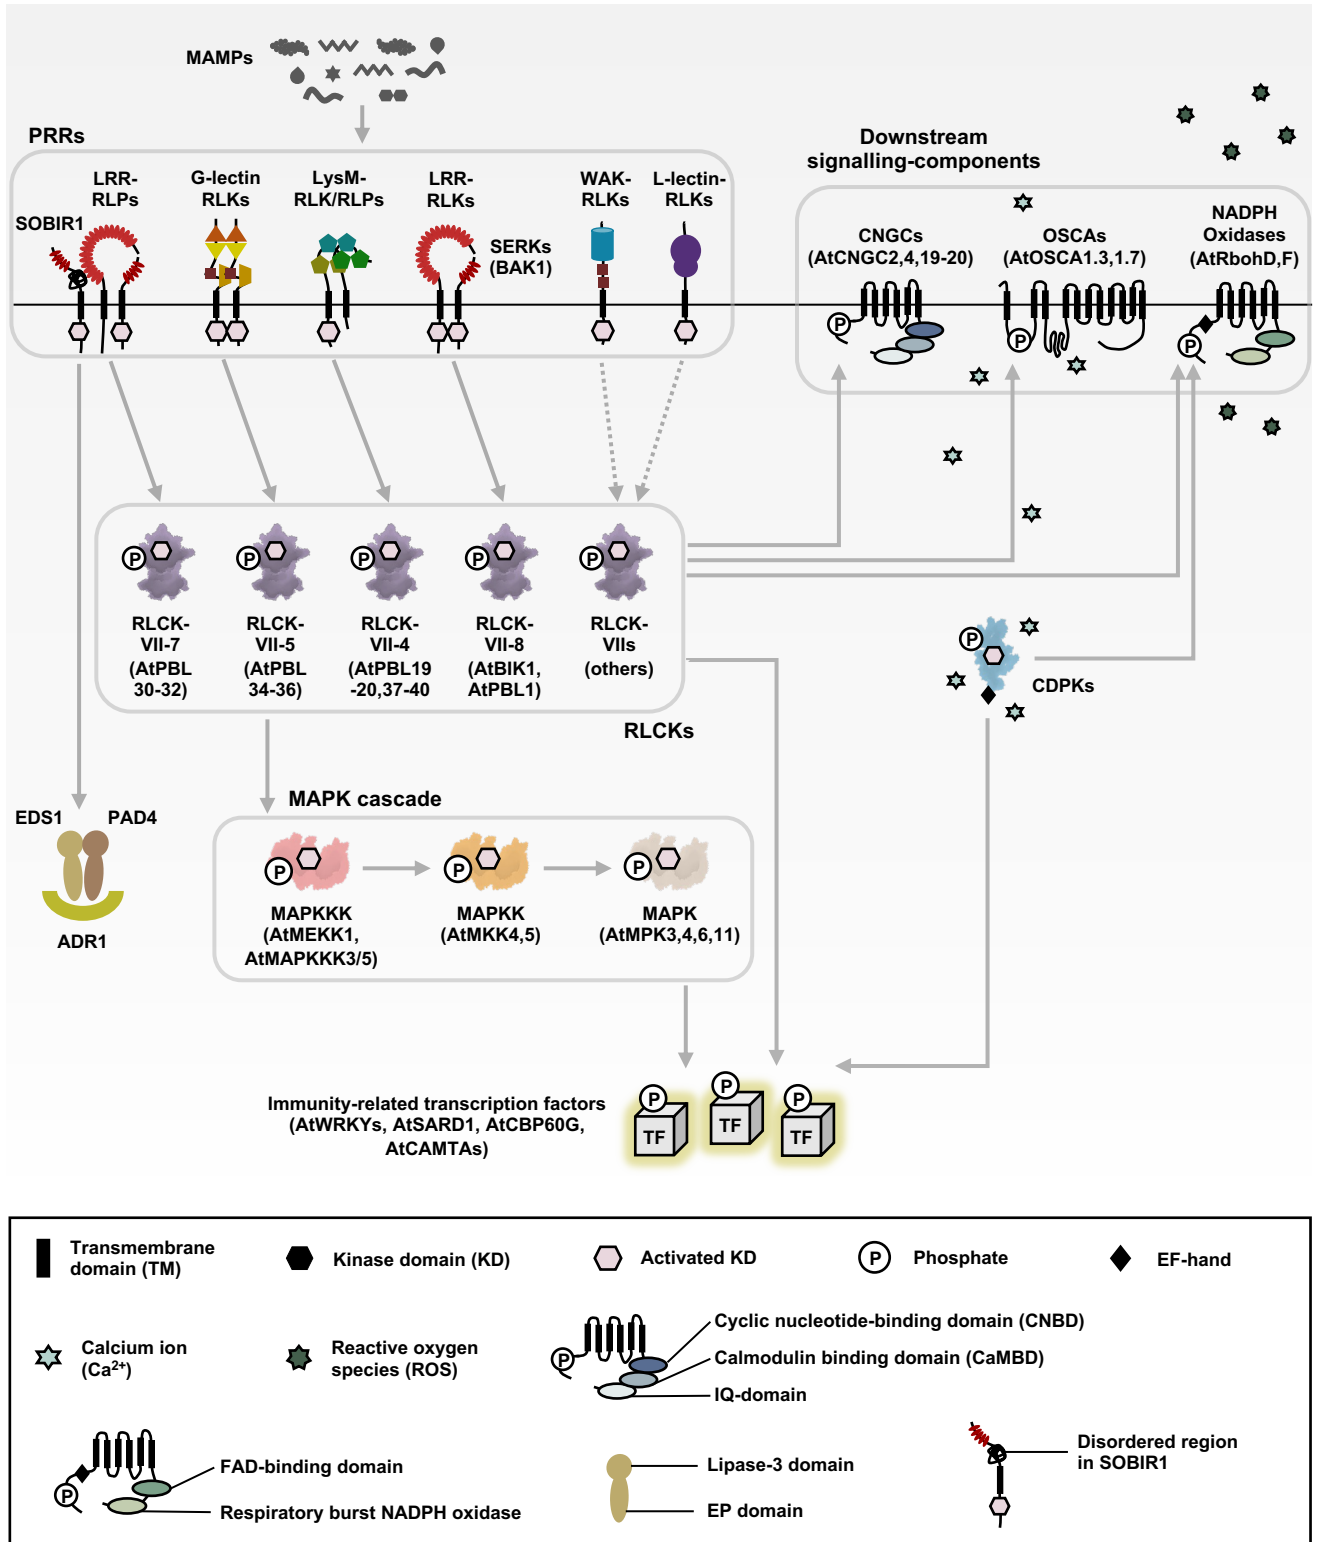 MAMPs
PRRs
Downstream
signalling-components
LRR-
RLPs
G-lectin
RLKs
LysM-
RLK/RLPs
LRR-
RLKs
WAK-
RLKs
L-lectin-
RLKs
SOBIR1
SERKs
(BAK1)
CNGCs
(AtCNGC2,4,19-20)
OSCAs
(AtOSCA1.3,1.7)
NADPH
Oxidases
(AtRbohD,F)
P
P
P
P
P
P
P
P
RLCK-
VII-7
(AtPBL
30-32)
RLCK-
VII-5
(AtPBL
34-36)
RLCK-
VII-4
(AtPBL19
-20,37-40
RLCK-
VII-8
(AtBIK1,
AtPBL1)
RLCK-
VIIs
(others)
RLCKs
P
CDPKs
EDS1
PAD4
ADR1
MAPK cascade
P
P
P
MAPKKK
(AtMEKK1,
AtMAPKKK3/5)
MAPKK
(AtMKK4,5)
MAPK
(AtMPK3,4,6,11)
Immunity-related transcription factors
(AtWRKYs, AtSARD1, AtCBP60G,
AtCAMTAs)
P
TF
P
TF
P
TF
Transmembrane
domain (TM)
Kinase domain (KD)
Activated KD
P
Phosphate
EF-hand
Calcium ion
(Ca²⁺)
Reactive oxygen
species (ROS)
P
Cyclic nucleotide-binding domain (CNBD)
Calmodulin binding domain (CaMBD)
IQ-domain
P
FAD-binding domain
Respiratory burst NADPH oxidase
Lipase-3 domain
EP domain
Disordered region
in SOBIR1